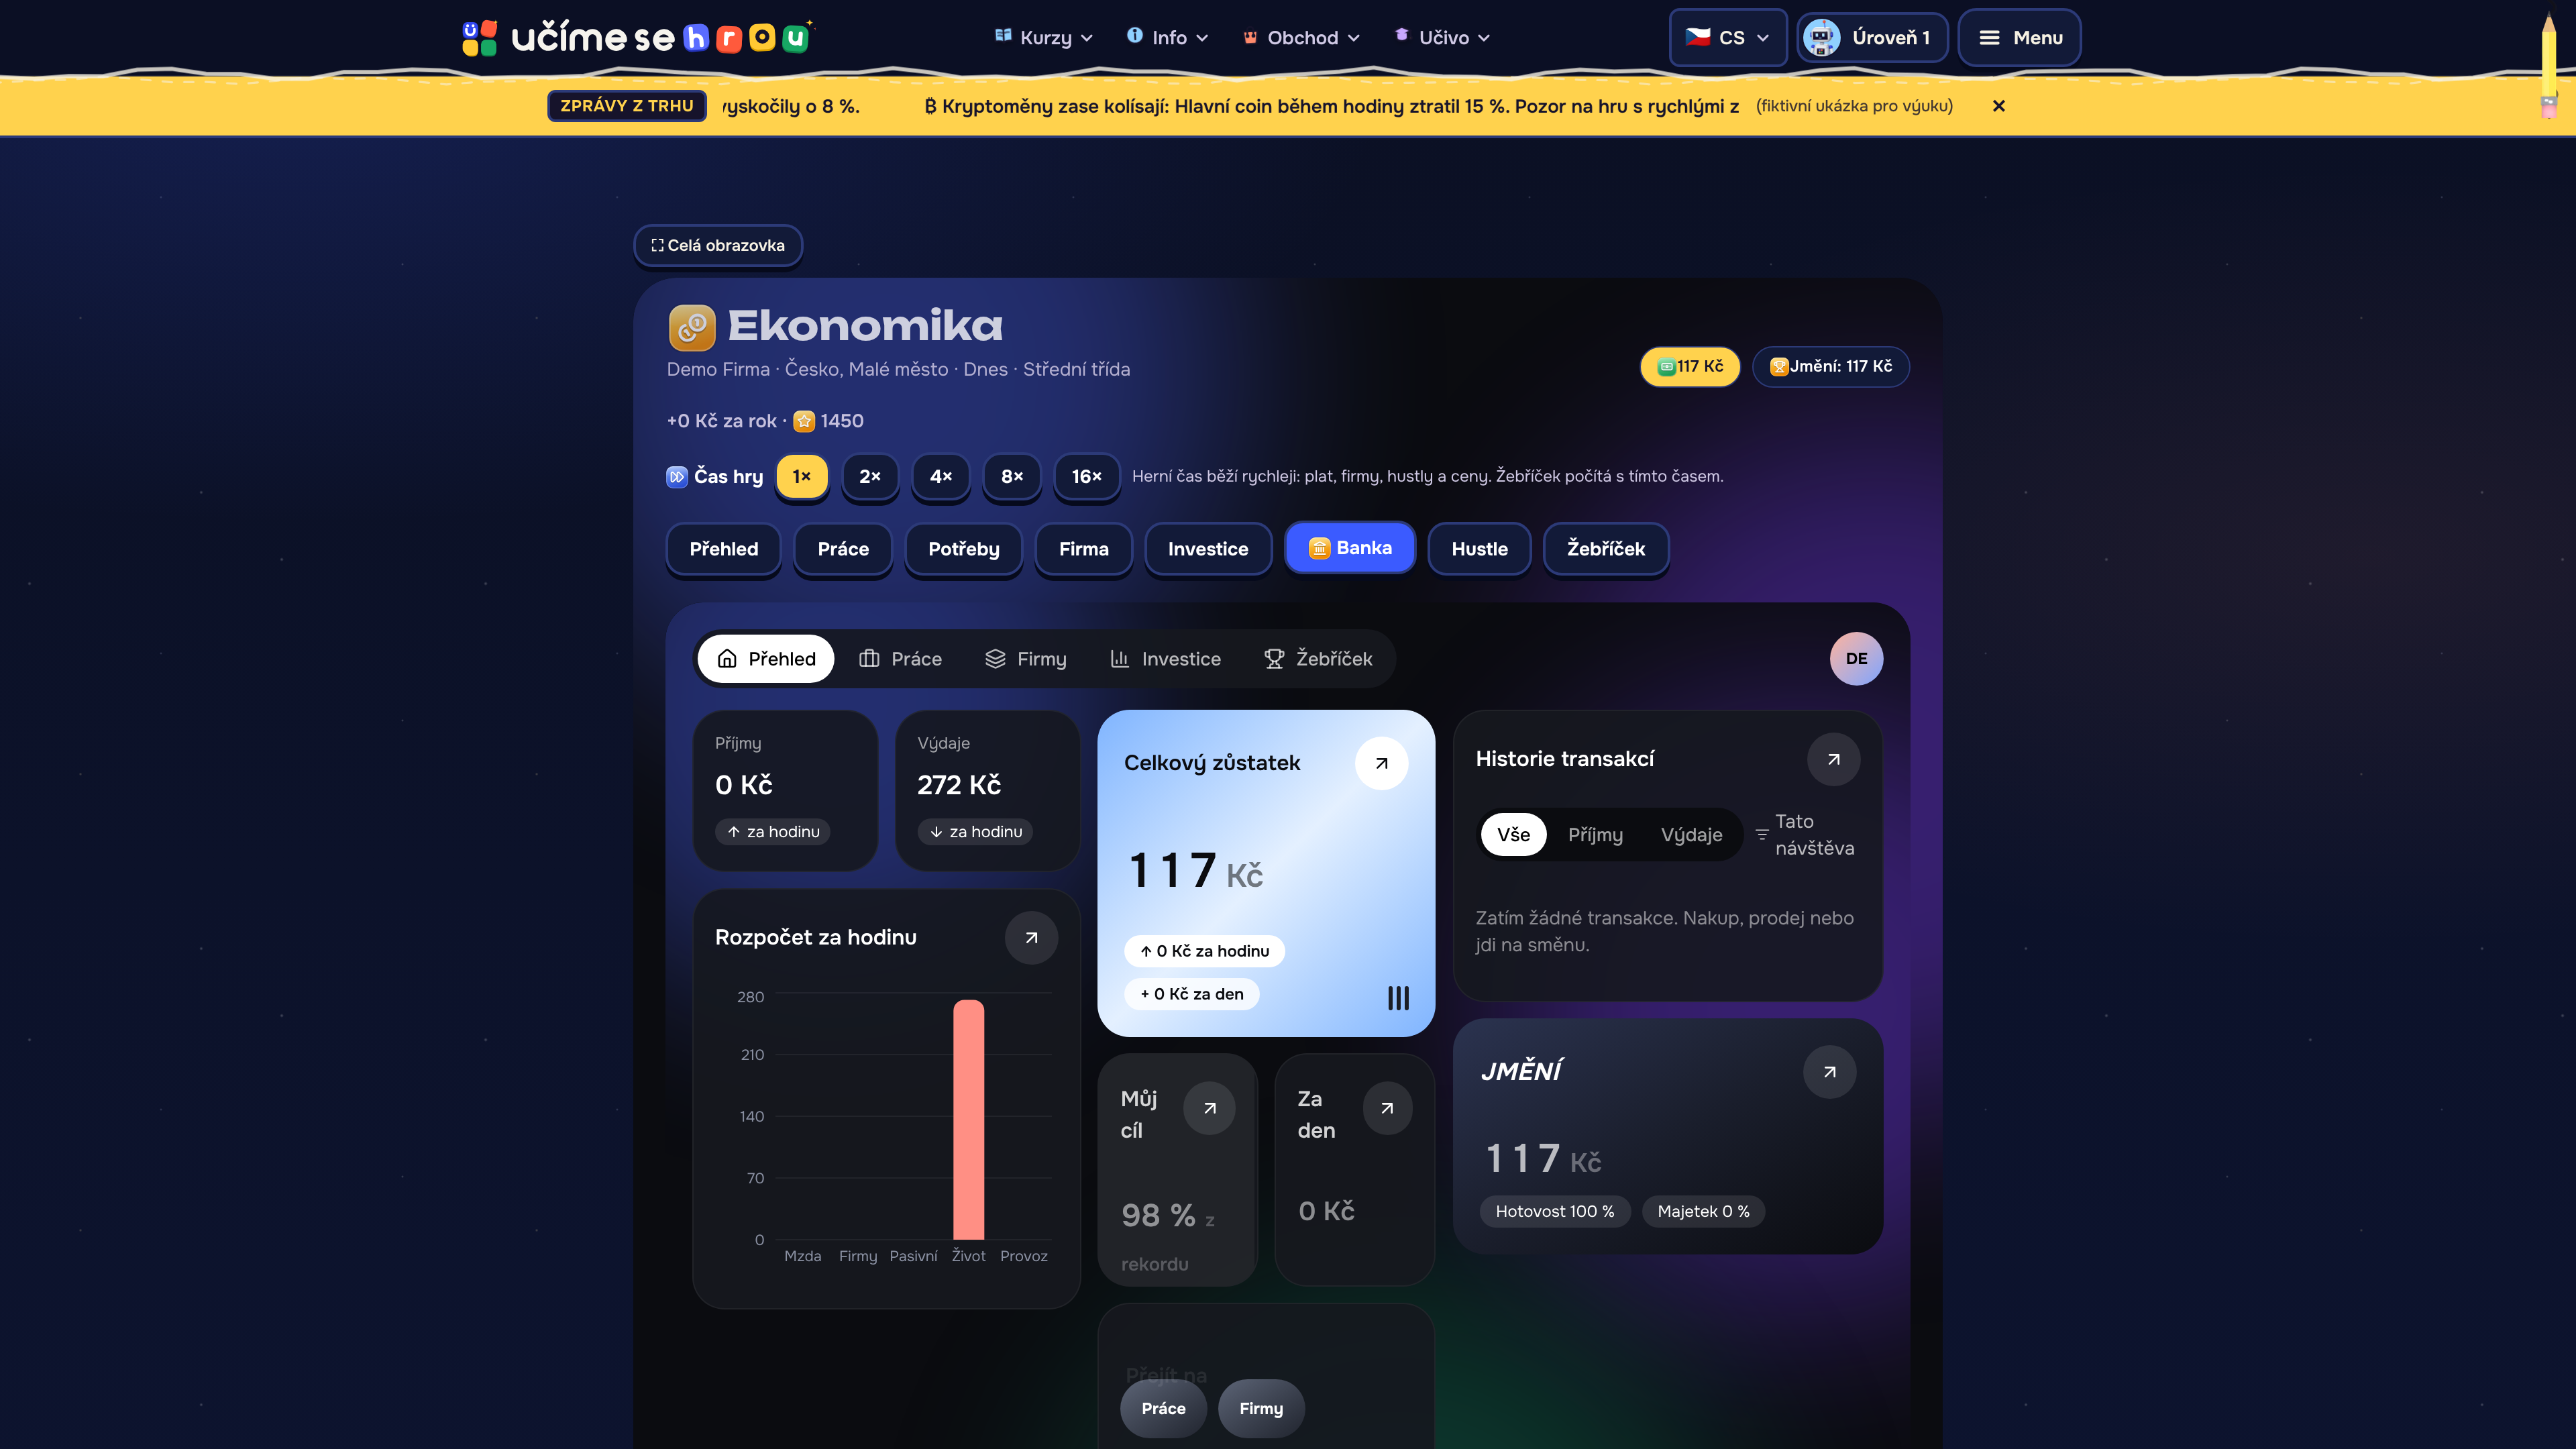 učíme se hrou
Kurzy
Info
Obchod
Učivo
CS
Úroveň 1
Menu
ZPRÁVY Z TRHU
vyskočily o 8 %.
₿ Kryptoměny zase kolísají: Hlavní coin během hodiny ztratil 15 %. Pozor na hru s rychlými z
(fiktivní ukázka pro výuku)
Celá obrazovka
Ekonomika
Demo Firma · Česko, Malé město · Dnes · Střední třída
117 Kč
Jmění: 117 Kč
+0 Kč za rok · 1450
Čas hry
1×
2×
4×
8×
16×
Herní čas běží rychleji: plat, firmy, hustly a ceny. Žebříček počítá s tímto časem.
Přehled
Práce
Potřeby
Firma
Investice
Banka
Hustle
Žebříček
Přehled
Práce
Firmy
Investice
Žebříček
DE
Příjmy
0 Kč
↑ za hodinu
Výdaje
272 Kč
↓ za hodinu
Rozpočet za hodinu
280
210
140
70
0
Mzda
Firmy
Pasivní
Život
Provoz
Celkový zůstatek
117 Kč
↑ 0 Kč za hodinu
+ 0 Kč za den
Můj
cíl
98 % z
rekordu
Za
den
0 Kč
Přejít na
Práce
Firmy
Historie transakcí
Vše
Příjmy
Výdaje
Tato
návštěva
Zatím žádné transakce. Nakup, prodej nebo
jdi na směnu.
JMĚNÍ
117 Kč
Hotovost 100 %
Majetek 0 %